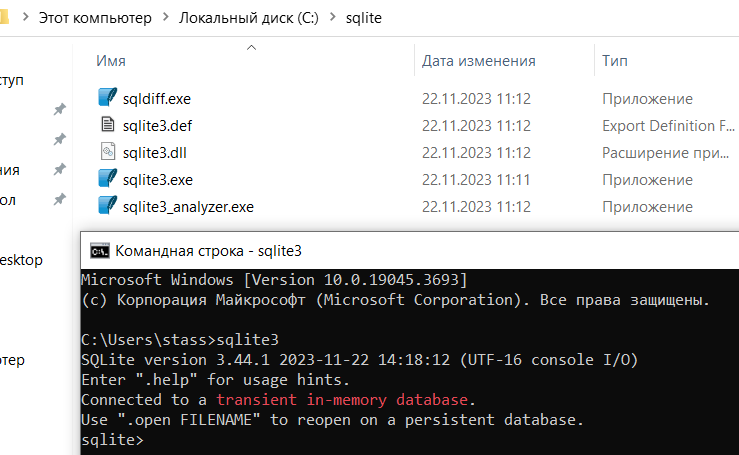 Этот компьютер > Локальный диск (C:) > sqlite
Имя Дата изменения Тип
ступ
sqldiff.exe 22.11.2023 11:12 Приложение
sqlite3.def 22.11.2023 11:12 Export Definition F...
sqlite3.dll 22.11.2023 11:12 Расширение при...
ния
sqlite3.exe 22.11.2023 11:11 Приложение
ол
sqlite3_analyzer.exe 22.11.2023 11:12 Приложение
esktop
тер
C:\.
Командная строка - sqlite3
Microsoft Windows [Version 10.0.19045.3693]
(c) Корпорация Майкрософт (Microsoft Corporation). Все права защищены.
C:\Users\stass>sqlite3
SQLite version 3.44.1 2023-11-22 14:18:12 (UTF-16 console I/O)
Enter ".help" for usage hints.
Connected to a transient in-memory database.
Use ".open FILENAME" to reopen on a persistent database.
sqlite>